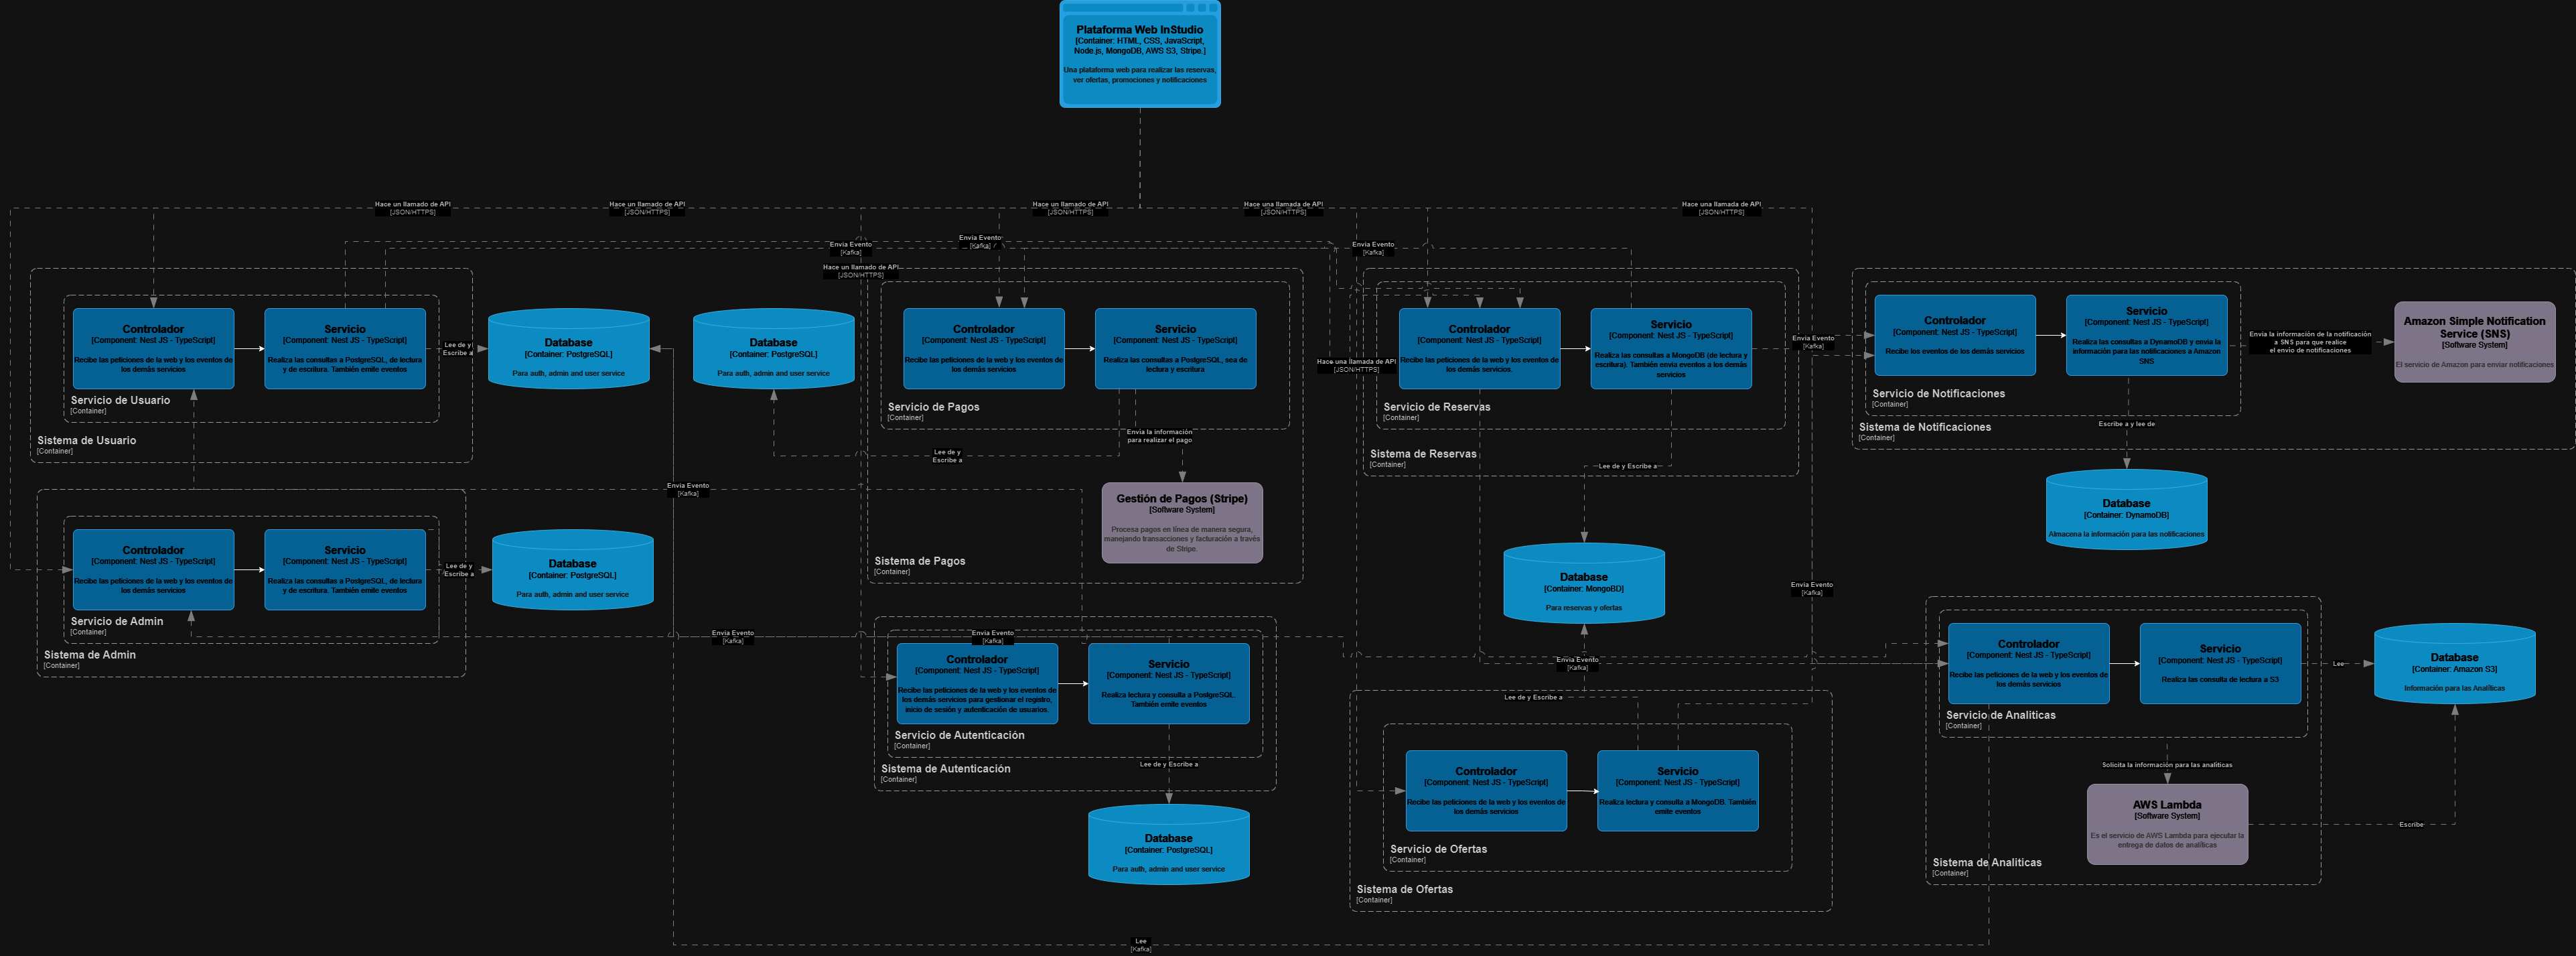 Plataforma Web InStudio
[Container: HTML, CSS, JavaScript,
Node.js, MongoDB, AWS S3, Stripe.]
Una plataforma web para realizar las reservas,
ver ofertas, promociones y notificaciones
Hace un llamado de API
[JSON/HTTPS]
Hace un llamado de API
[JSON/HTTPS]
Hace un llamado de API
[JSON/HTTPS]
Hace una llamada de API
[JSON/HTTPS]
Hace una llamada de API
[JSON/HTTPS]
Envia Evento
[Kafka]
Envia Evento
[Kafka]
Envia Evento
[Kafka]
Hace un llamado de API
[JSON/HTTPS]
Controlador
[Component: Nest JS - TypeScript]
Recibe las peticiones de la web y los eventos de
los demás servicios
Servicio
[Component: Nest JS - TypeScript]
Realiza las consultas a PostgreSQL, de lectura
y de escritura. También emite eventos
Lee de y
Escribe a
Servicio de Usuario
[Container]
Sistema de Usuario
[Container]
Database
[Container: PostgreSQL]
Para auth, admin and user service
Database
[Container: PostgreSQL]
Para auth, admin and user service
Controlador
[Component: Nest JS - TypeScript]
Recibe las peticiones de la web y los eventos de
los demás servicios
Servicio
[Component: Nest JS - TypeScript]
Realiza las consultas a PostgreSQL, sea de
lectura y escritura
Servicio de Pagos
[Container]
Envia la información
para realizar el pago
Lee de y
Escribe a
Gestión de Pagos (Stripe)
[Software System]
Procesa pagos en línea de manera segura,
manejando transacciones y facturación a través
de Stripe.
Sistema de Pagos
[Container]
Hace una llamada de API
[JSON/HTTPS]
Controlador
[Component: Nest JS - TypeScript]
Recibe las peticiones de la web y los eventos de
los demás servicios.
Servicio
[Component: Nest JS - TypeScript]
Realiza las consultas a MongoDB (de lectura y
escritura). También envia eventos a los demás
servicios
Servicio de Reservas
[Container]
Sistema de Reservas
[Container]
Lee de y Escribe a
Envia Evento
[Kafka]
Controlador
[Component: Nest JS - TypeScript]
Recibe los eventos de los demás servicios
Servicio
[Component: Nest JS - TypeScript]
Realiza las consultas a DynamoDB y envia la
información para las notificaciones a Amazon
SNS
Servicio de Notificaciones
[Container]
Sistema de Notificaciones
[Container]
Envia la información de la notificación
a SNS para que realice
el envio de notificaciones
Amazon Simple Notification
Service (SNS)
[Software System]
El servicio de Amazon para enviar notificaciones
Escribe a y lee de
Database
[Container: DynamoDB]
Almacena la información para las notificaciones
Envia Evento
[Kafka]
Controlador
[Component: Nest JS - TypeScript]
Recibe las peticiones de la web y los eventos de
los demás servicios
Servicio
[Component: Nest JS - TypeScript]
Realiza las consultas a PostgreSQL, de lectura
y de escritura. También emite eventos
Lee de y
Escribe a
Servicio de Admin
[Container]
Sistema de Admin
[Container]
Database
[Container: PostgreSQL]
Para auth, admin and user service
Database
[Container: MongoBD]
Para reservas y ofertas
Envia Evento
[Kafka]
Envia Evento
[Kafka]
Envia Evento
[Kafka]
Controlador
[Component: Nest JS - TypeScript]
Recibe las peticiones de la web y los eventos de
los demás servicios para gestionar el registro,
inicio de sesión y autenticación de usuarios.
Servicio
[Component: Nest JS - TypeScript]
Realiza lectura y consulta a PostgreSQL.
También emite eventos
Servicio de Autenticación
[Container]
Sistema de Autenticación
[Container]
Lee de y Escribe a
Database
[Container: PostgreSQL]
Para auth, admin and user service
Envia Evento
[Kafka]
Lee de y Escribe a
Controlador
[Component: Nest JS - TypeScript]
Recibe las peticiones de la web y los eventos de
los demás servicios
Servicio
[Component: Nest JS - TypeScript]
Realiza lectura y consulta a MongoDB. También
emite eventos
Servicio de Ofertas
[Container]
Sistema de Ofertas
[Container]
Controlador
[Component: Nest JS - TypeScript]
Recibe las peticiones de la web y los eventos de
los demás servicios
Servicio
[Component: Nest JS - TypeScript]
Realiza las consulta de lectura a S3
Servicio de Analiticas
[Container]
Lee
Database
[Container: Amazon S3]
Información para las Analíticas
Solicita la información para las analiticas
AWS Lambda
[Software System]
Es el servicio de AWS Lambda para ejecutar la
entrega de datos de analíticas
Escribe
Sistema de Analiticas
[Container]
Lee
[Kafka]